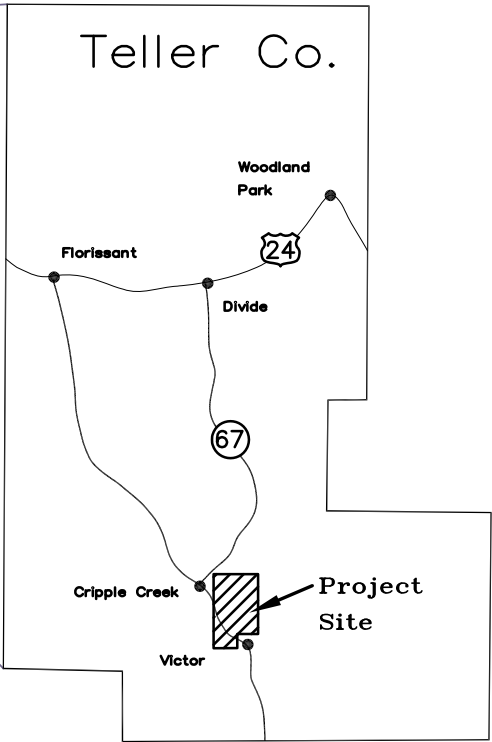 Teller Co.
Woodland
Park
24
Florissant
Divide
67
Cripple Creek
Project
Site
Victor